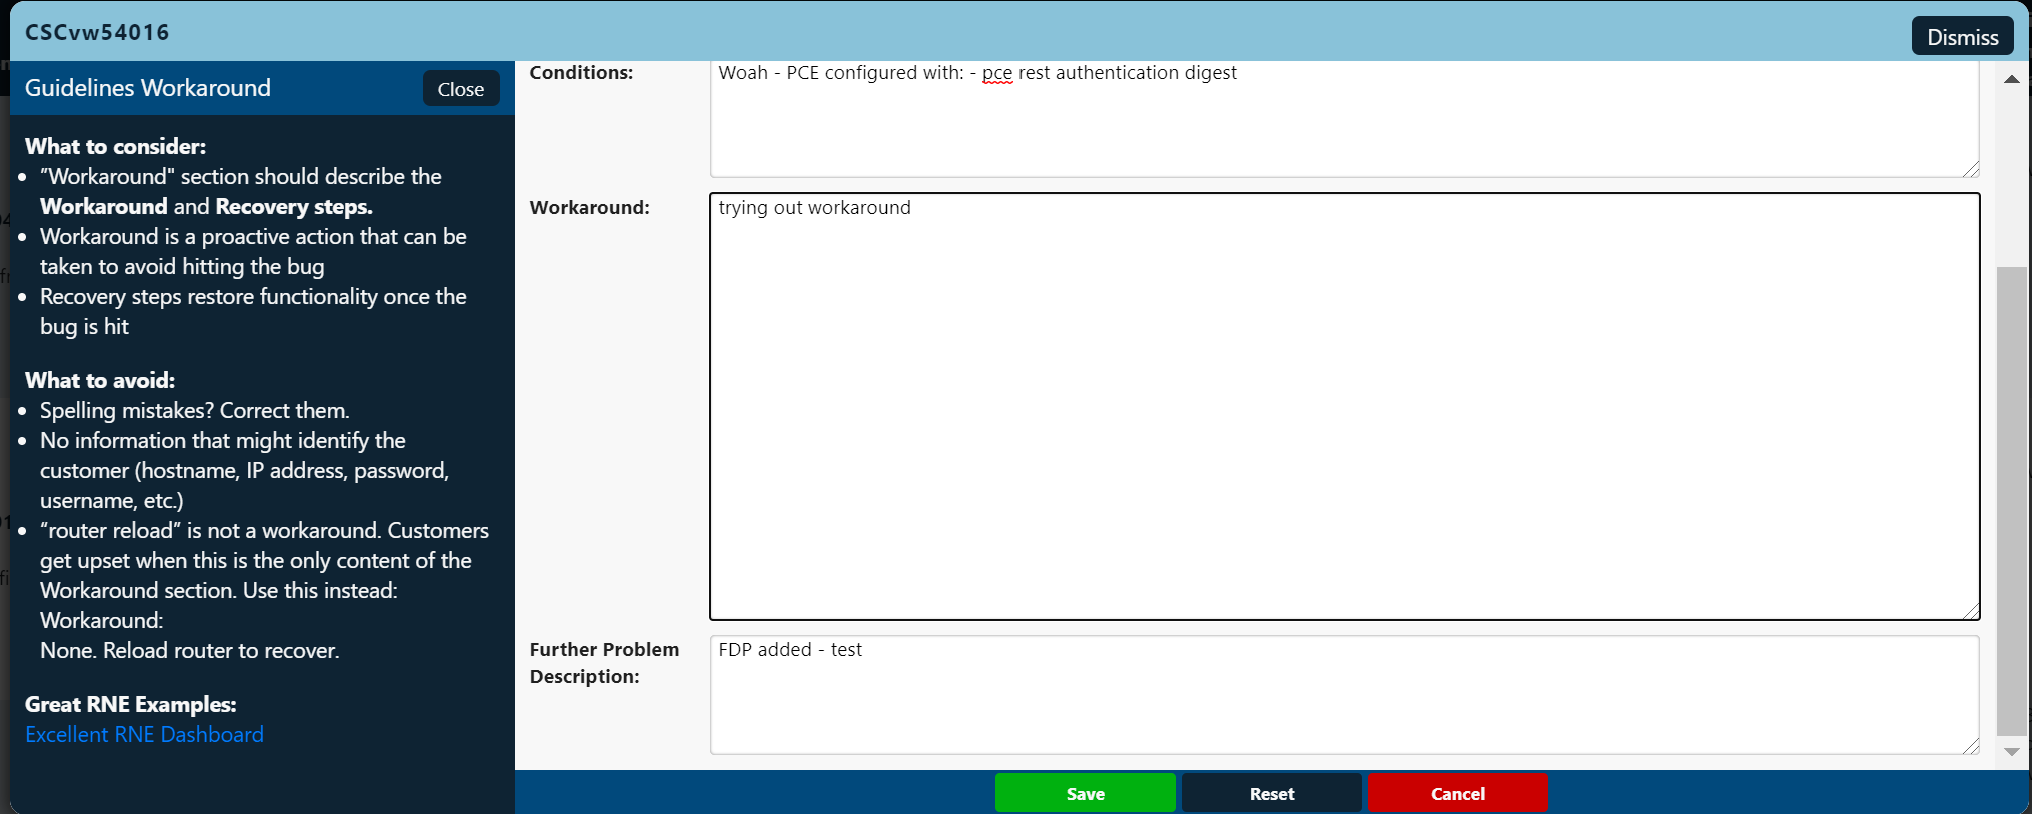 CSCvw54016
Dismiss
Guidelines Workaround
Close
What to consider:
• "Workaround" section should describe the
Workaround and Recovery steps.
• Workaround is a proactive action that can be
taken to avoid hitting the bug
• Recovery steps restore functionality once the
bug is hit
What to avoid:
• Spelling mistakes? Correct them.
• No information that might identify the
customer (hostname, IP address, password,
username, etc.)
• “router reload” is not a workaround. Customers
get upset when this is the only content of the
Workaround section. Use this instead:
Workaround:
None. Reload router to recover.
Great RNE Examples:
Excellent RNE Dashboard
Conditions:
Woah - PCE configured with: - pce rest authentication digest
Workaround:
trying out workaround
Further Problem
Description:
FDP added - test
Save
Reset
Cancel